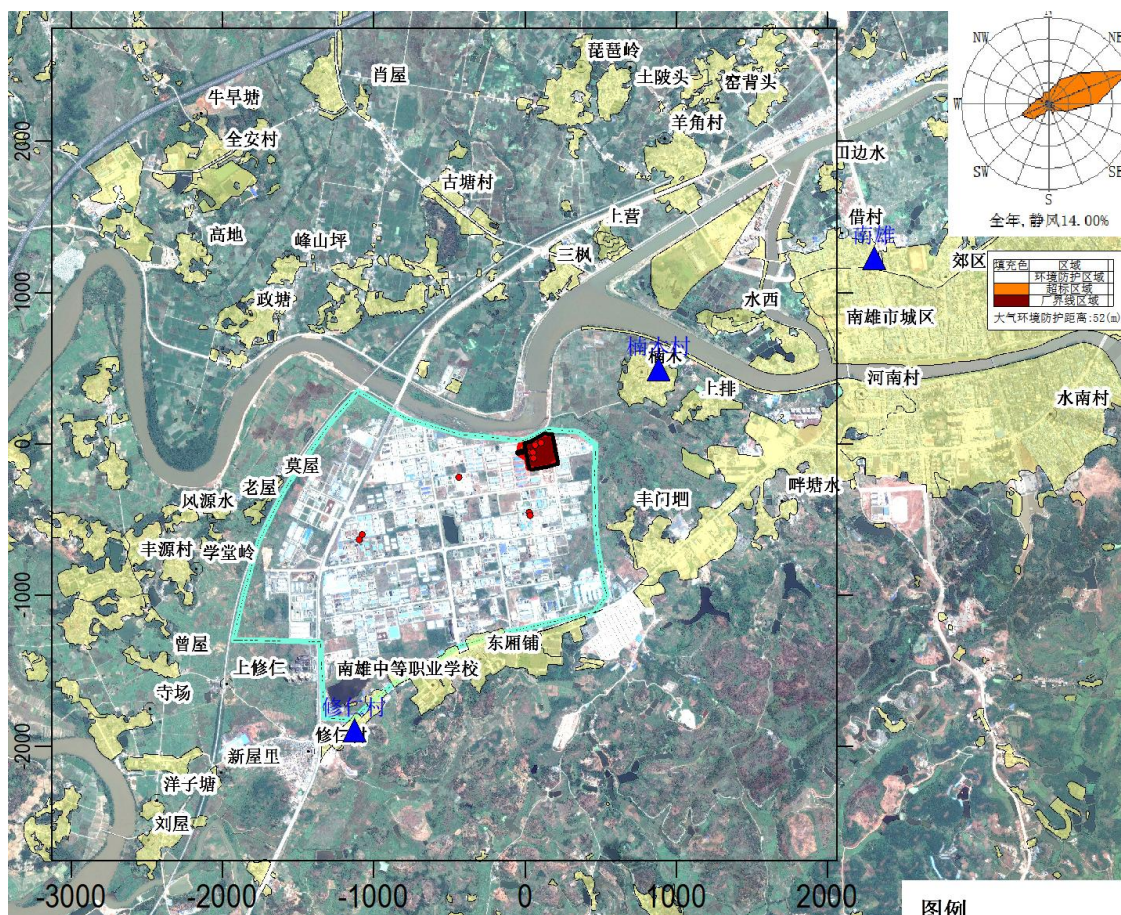 琵琶岭
肖屋
土陂头
窑背头
牛早塘
羊角村
全安村
古塘村
上营
高地
峰山坪
三枫
政塘
水西
借村
南雄
郊区
南雄市城区
楠木村
楠木
上排
河南村
水南村
莫屋
老屋
风源水
丰源村
学堂岭
丰门垇
畔塘水
曾屋
上修仁
东厢铺
南雄中等职业学校
寺场
修仁村
新屋里
洋子塘
刘屋
N
NW
NE
W
SW
SE
S
全年,静风14.00%
填充色 区域
环境防护区域
超标区域
厂界线区域
大气环境防护距离:52(m)
2000
1000
0
-1000
-2000
-3000 -2000 -1000 0 1000 2000
图例